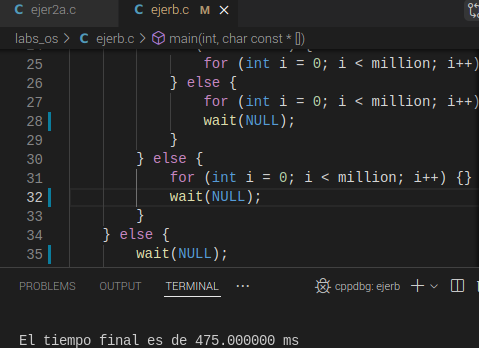 ejer2a.c
ejerb.c M
labs_os > ejerb.c > main(int, char const * [])
25 for (int i = 0; i < million; i++)
26 } else {
27 for (int i = 0; i < million; i++)
28 wait(NULL);
29 }
30 } else {
31 for (int i = 0; i < million; i++) {}
32 wait(NULL);
33 }
34 } else {
35 wait(NULL);
PROBLEMS OUTPUT TERMINAL ··· cppdbg: ejerb
El tiempo final es de 475.000000 ms